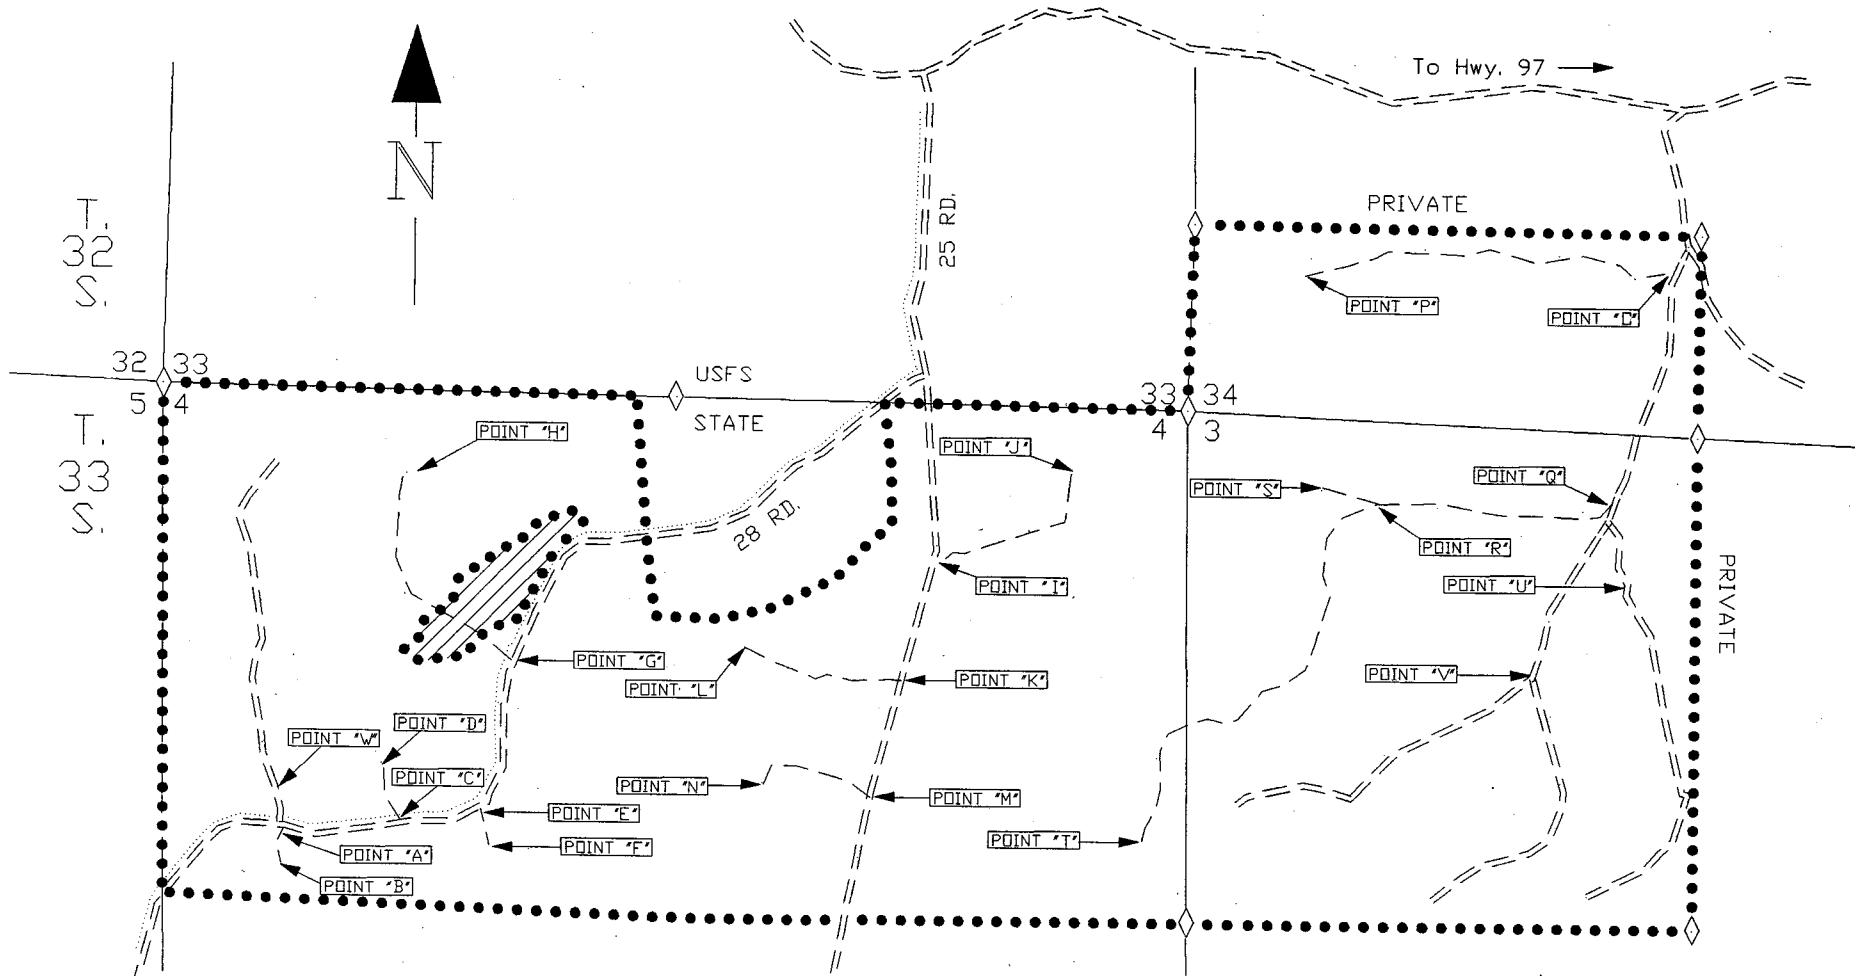 To Hwy. 97
N
T.
32
S.
25 RD.
PRIVATE
POINT "P"
POINT "O"
32 33
5 4
USFS
STATE
33 34
4 3
T.
33
S.
POINT "H"
POINT "J"
POINT "S"
POINT "Q"
28 RD.
POINT "R"
POINT "I"
POINT "U"
PRIVATE
POINT "G"
POINT "L"
POINT "K"
POINT "V"
POINT "D"
POINT "W"
POINT "C"
POINT "N"
POINT "M"
POINT "E"
POINT "F"
POINT "T"
POINT "A"
POINT "B"